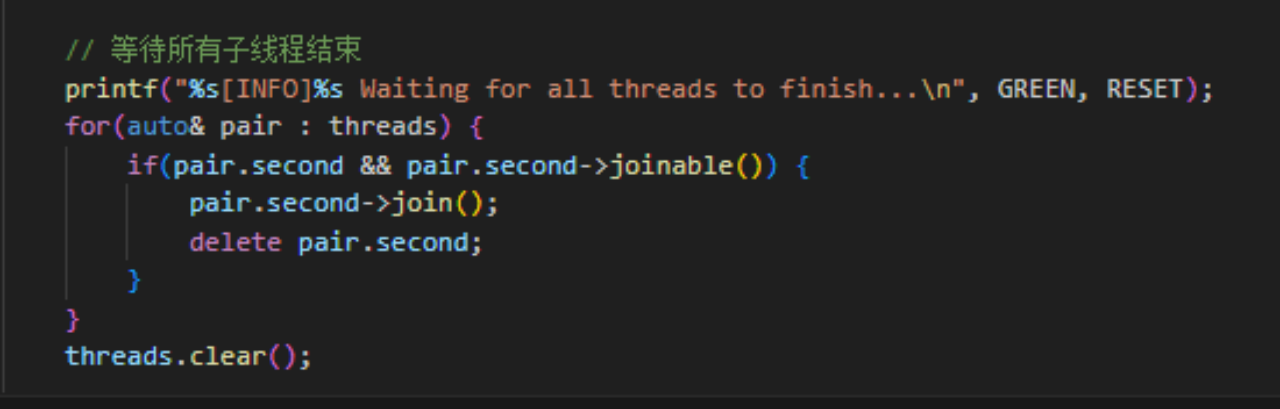 // 等待所有子线程结束
printf("%s[INFO]%s Waiting for all threads to finish...\n", GREEN, RESET);
for(auto& pair : threads) {
    if(pair.second && pair.second->joinable()) {
        pair.second->join();
        delete pair.second;
    }
}
threads.clear();